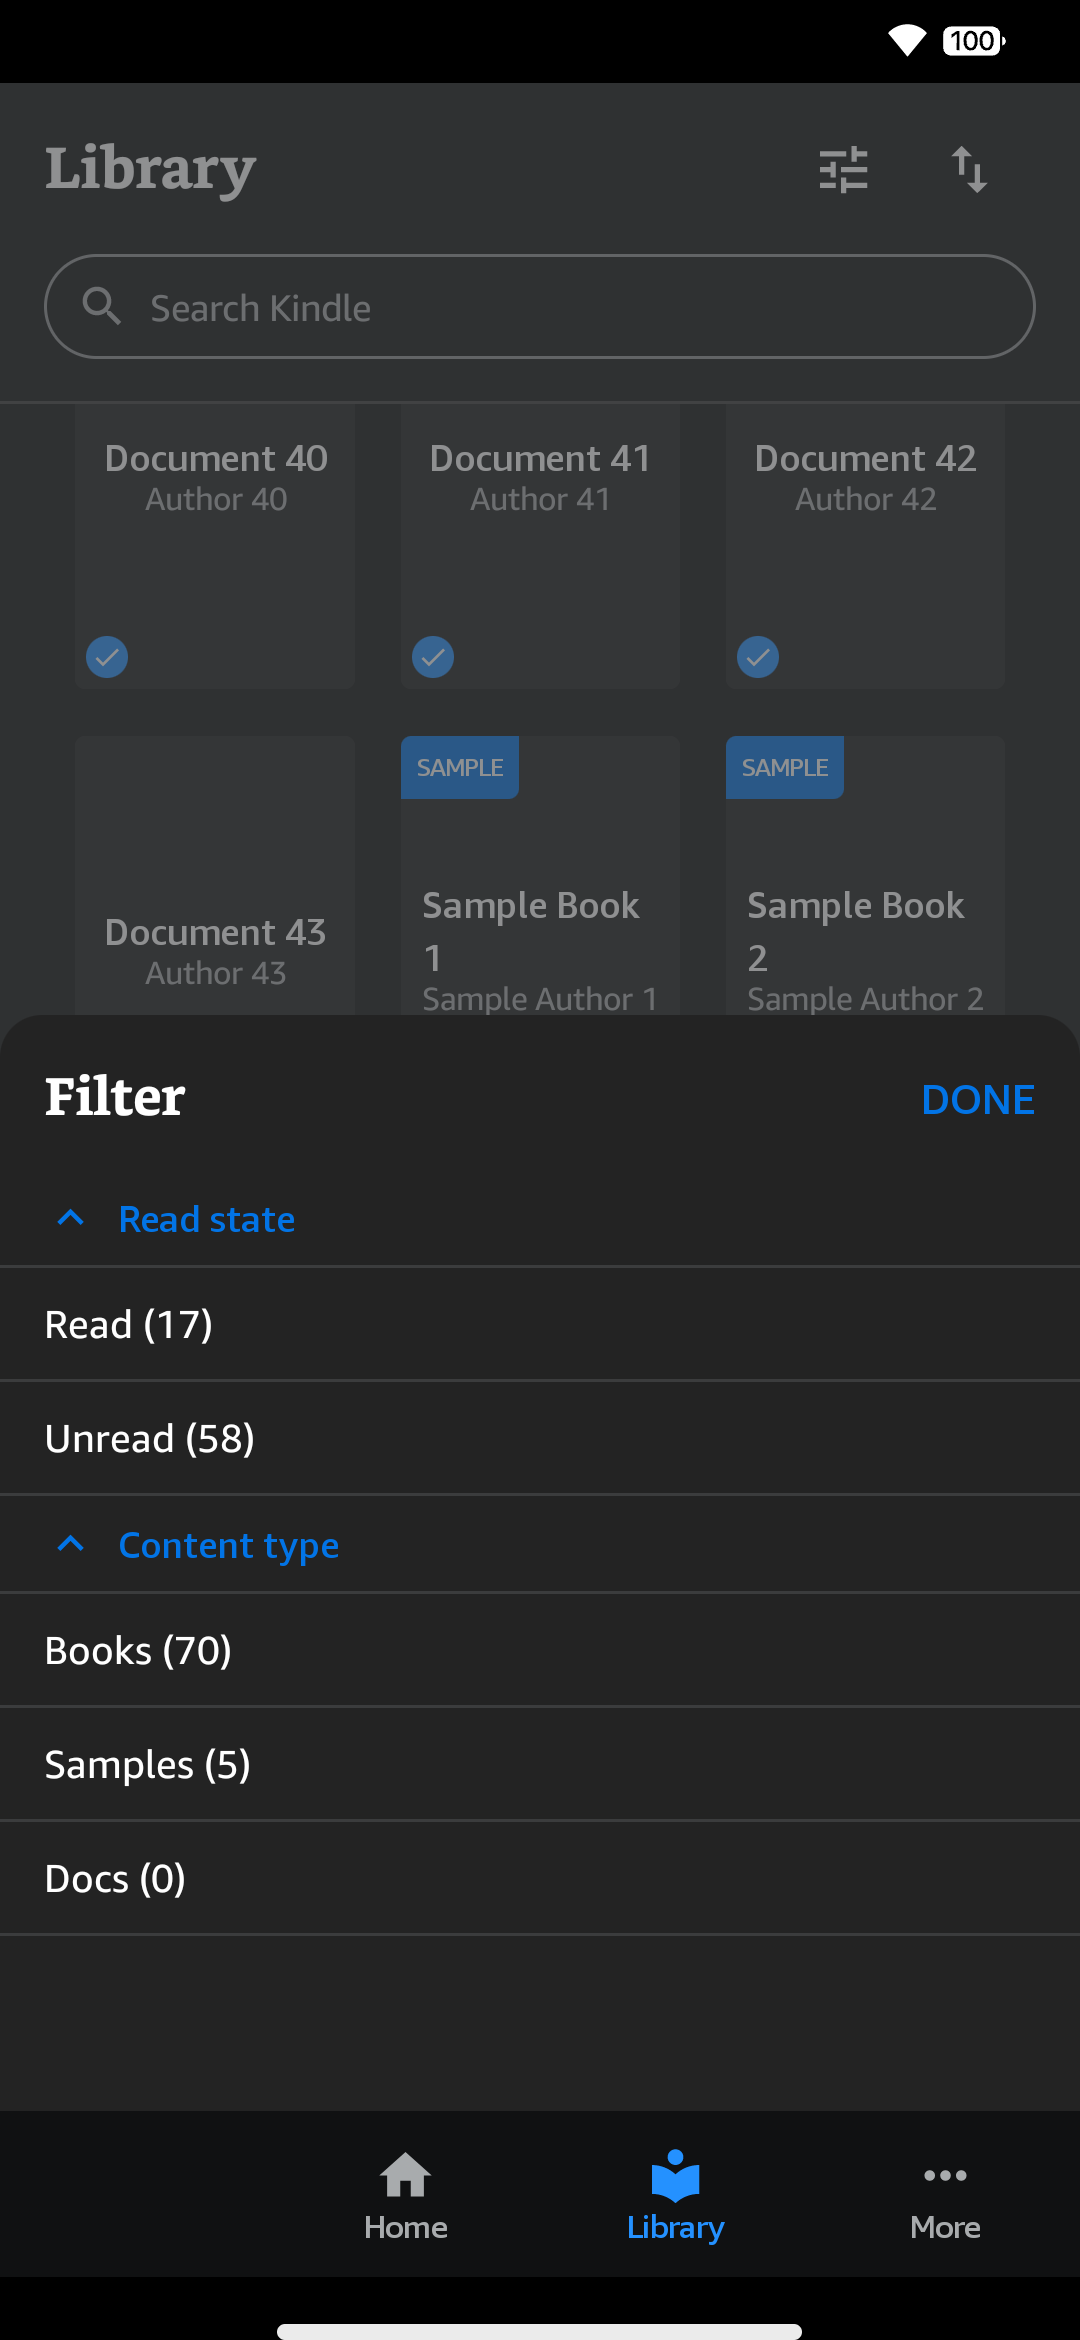 100
Library
Search Kindle
Document 40
Author 40
Document 41
Author 41
Document 42
Author 42
Document 43
Author 43
SAMPLE
Sample Book
1
Sample Author 1
SAMPLE
Sample Book
2
Sample Author 2
Filter
DONE
Read state
Read (17)
Unread (58)
Content type
Books (70)
Samples (5)
Docs (0)
Home
Library
More